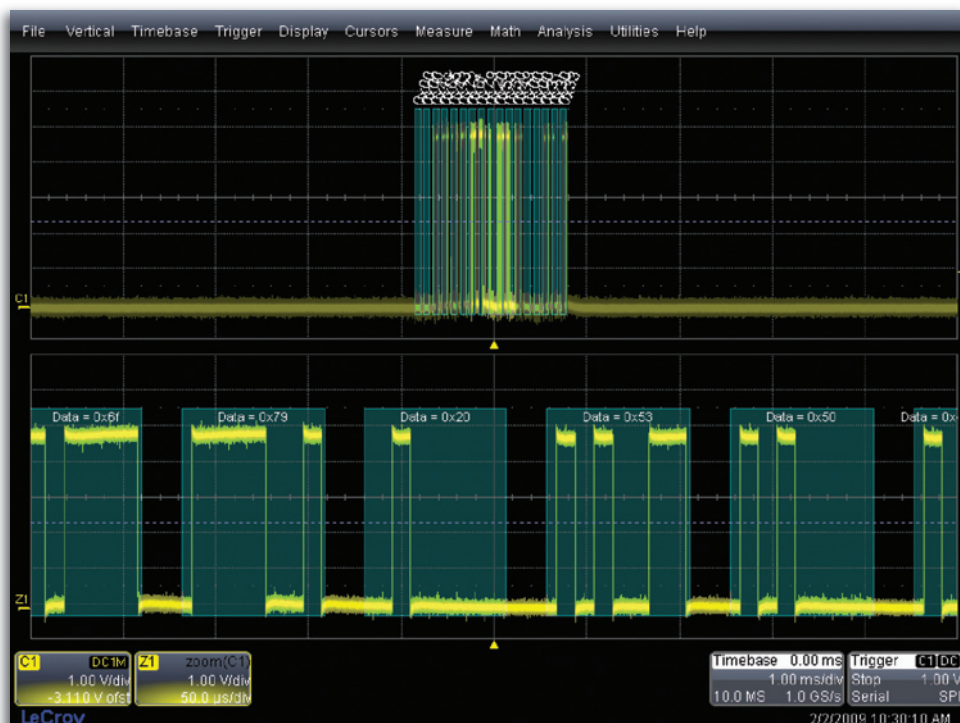 File Vertical Timebase Trigger Display Cursors Measure Math Analysis Utilities Help
C1
Data = 0x6f Data = 0x79 Data = 0x20 Data = 0x53 Data = 0x50 Data = 0x
Z1
C1 DC1M
1.00 V/div
-3.110 V ofst
Z1 zoom(C1)
1.00 V/div
50.0 µs/div
Timebase 0.00 ms
1.00 ms/div
10.0 MS 1.0 GS/s
Trigger C1 DC
Stop 1.00 V
Serial SPI
LeCroy
2/2/2009 10:30:10 AM